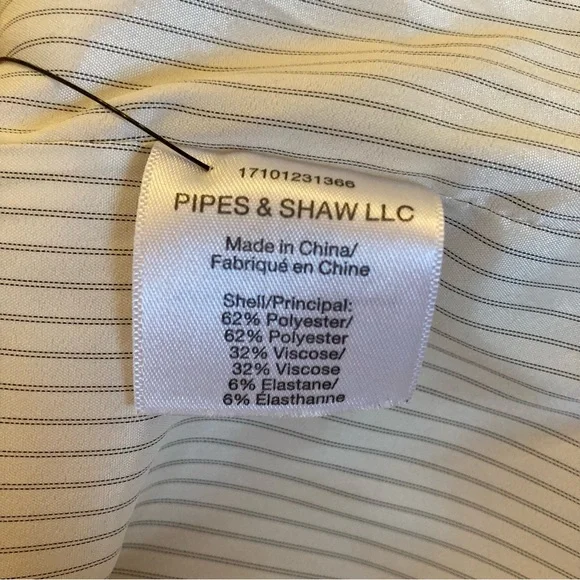 17101231366
PIPES & SHAW LLC
Made in China/
Fabriqué en Chine
Shell/Principal:
62% Polyester/
62% Polyester
32% Viscose/
32% Viscose
6% Elastane/
6% Elasthanne